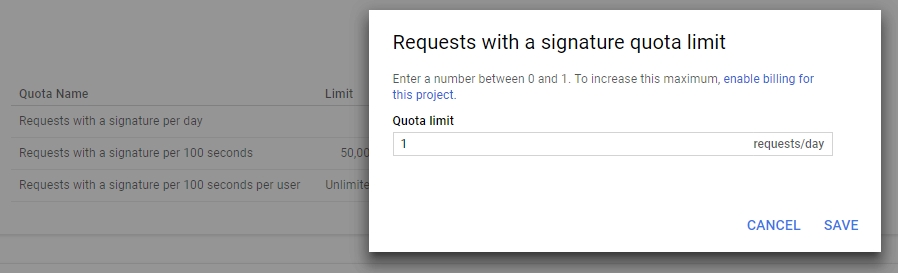 Requests with a signature quota limit
Enter a number between 0 and 1. To increase this maximum, enable billing for
this project.
Quota limit
1 requests/day
CANCEL SAVE
Quota Name Limit
Requests with a signature per day
Requests with a signature per 100 seconds 50,00
Requests with a signature per 100 seconds per user Unlimite